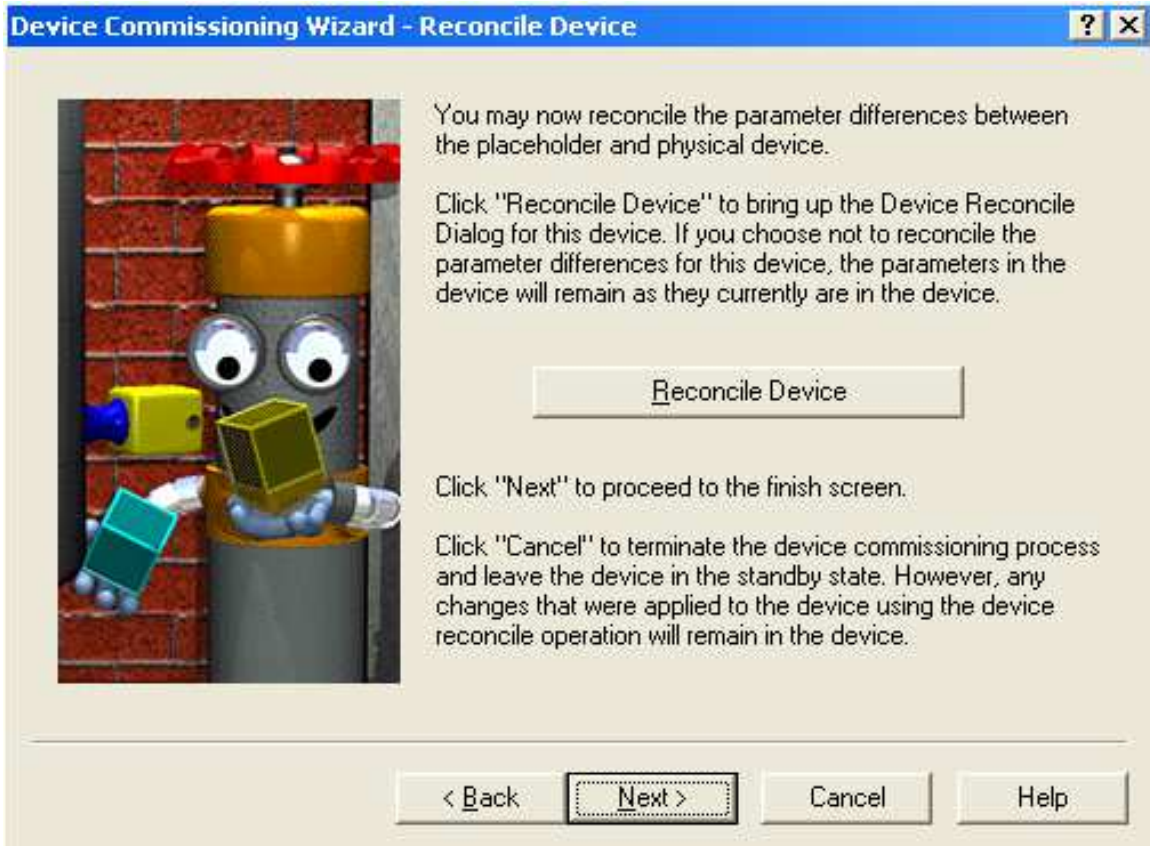 Device Commissioning Wizard - Reconcile Device
You may now reconcile the parameter differences between
the placeholder and physical device.
Click "Reconcile Device" to bring up the Device Reconcile
Dialog for this device. If you choose not to reconcile the
parameter differences for this device, the parameters in the
device will remain as they currently are in the device.
Reconcile Device
Click "Next" to proceed to the finish screen.
Click "Cancel" to terminate the device commissioning process
and leave the device in the standby state. However, any
changes that were applied to the device using the device
reconcile operation will remain in the device.
< Back Next > Cancel Help